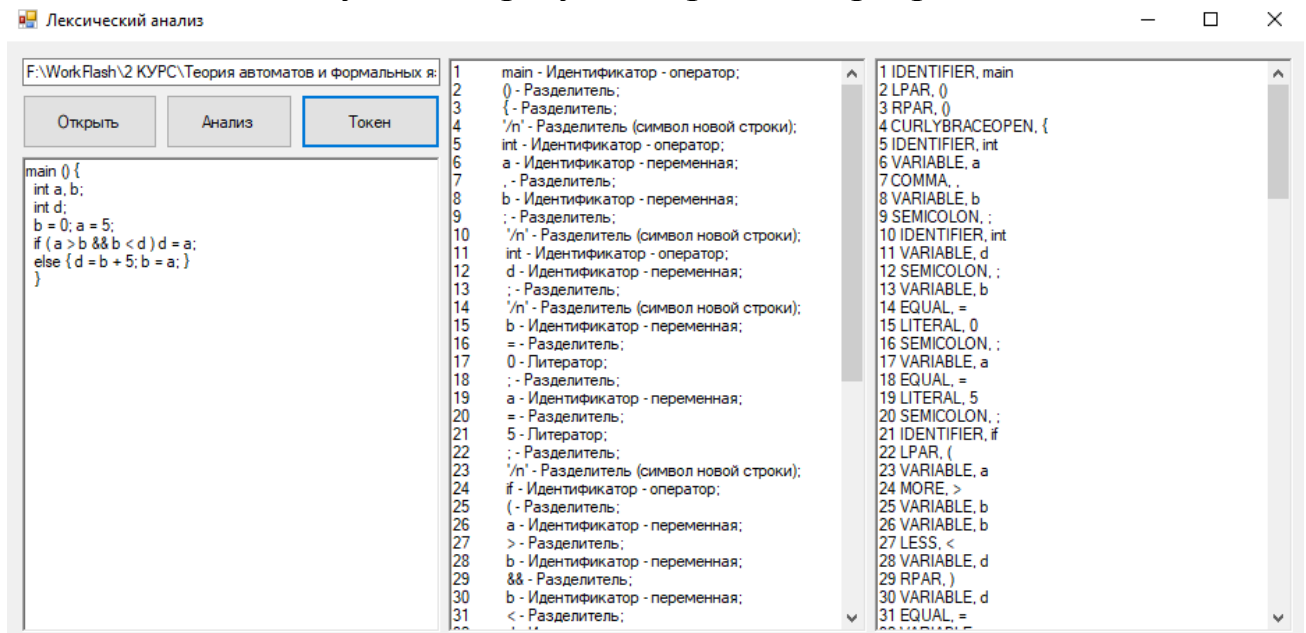 Лексический анализ
F:\WorkFlash\2 КУРС\Теория автоматов и формальных я:
Открыть
Анализ
Токен
main () {
int a, b;
int d;
b = 0; a = 5;
if ( a > b && b < d ) d = a;
else { d = b + 5; b = a; }
}
1 main - Идентификатор - оператор;
2 () - Разделитель;
3 { - Разделитель;
4 '/n' - Разделитель (символ новой строки);
5 int - Идентификатор - оператор;
6 a - Идентификатор - переменная;
7 , - Разделитель;
8 b - Идентификатор - переменная;
9 ; - Разделитель;
10 '/n' - Разделитель (символ новой строки);
11 int - Идентификатор - оператор;
12 d - Идентификатор - переменная;
13 ; - Разделитель;
14 '/n' - Разделитель (символ новой строки);
15 b - Идентификатор - переменная;
16 = - Разделитель;
17 0 - Литератор;
18 ; - Разделитель;
19 a - Идентификатор - переменная;
20 = - Разделитель;
21 5 - Литератор;
22 ; - Разделитель;
23 '/n' - Разделитель (символ новой строки);
24 if - Идентификатор - оператор;
25 ( - Разделитель;
26 a - Идентификатор - переменная;
27 > - Разделитель;
28 b - Идентификатор - переменная;
29 && - Разделитель;
30 b - Идентификатор - переменная;
31 < - Разделитель;
1 IDENTIFIER, main
2 LPAR, ()
3 RPAR, ()
4 CURLYBRACEOPEN, {
5 IDENTIFIER, int
6 VARIABLE, a
7 COMMA, ,
8 VARIABLE, b
9 SEMICOLON, ;
10 IDENTIFIER, int
11 VARIABLE, d
12 SEMICOLON, ;
13 VARIABLE, b
14 EQUAL, =
15 LITERAL, 0
16 SEMICOLON, ;
17 VARIABLE, a
18 EQUAL, =
19 LITERAL, 5
20 SEMICOLON, ;
21 IDENTIFIER, if
22 LPAR, (
23 VARIABLE, a
24 MORE, >
25 VARIABLE, b
26 VARIABLE, b
27 LESS, <
28 VARIABLE, d
29 RPAR, )
30 VARIABLE, d
31 EQUAL, =